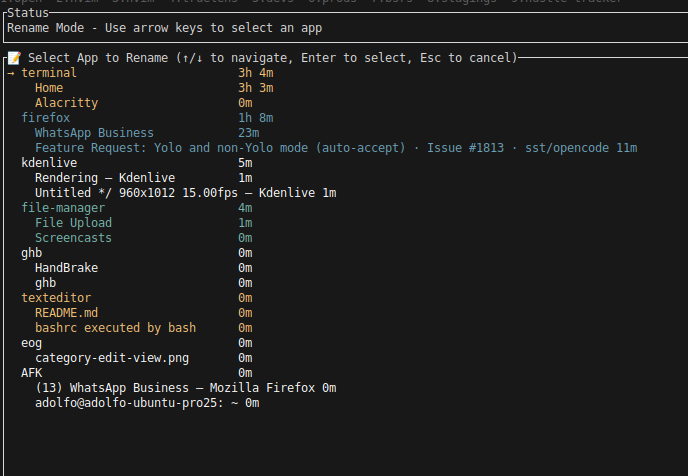 Status
Rename Mode - Use arrow keys to select an app
📝 Select App to Rename (↑/↓ to navigate, Enter to select, Esc to cancel)
→ terminal 3h 4m
Home 3h 3m
Alacritty 0m
firefox 1h 8m
WhatsApp Business 23m
Feature Request: Yolo and non-Yolo mode (auto-accept) · Issue #1813 · sst/opencode 11m
kdenlive 5m
Rendering — Kdenlive 1m
Untitled */ 960x1012 15.00fps — Kdenlive 1m
file-manager 4m
File Upload 1m
Screencasts 0m
ghb 0m
HandBrake 0m
ghb 0m
texteditor 0m
README.md 0m
bashrc executed by bash 0m
eog 0m
category-edit-view.png 0m
AFK 0m
(13) WhatsApp Business — Mozilla Firefox 0m
adolfo@adolfo-ubuntu-pro25: ~ 0m